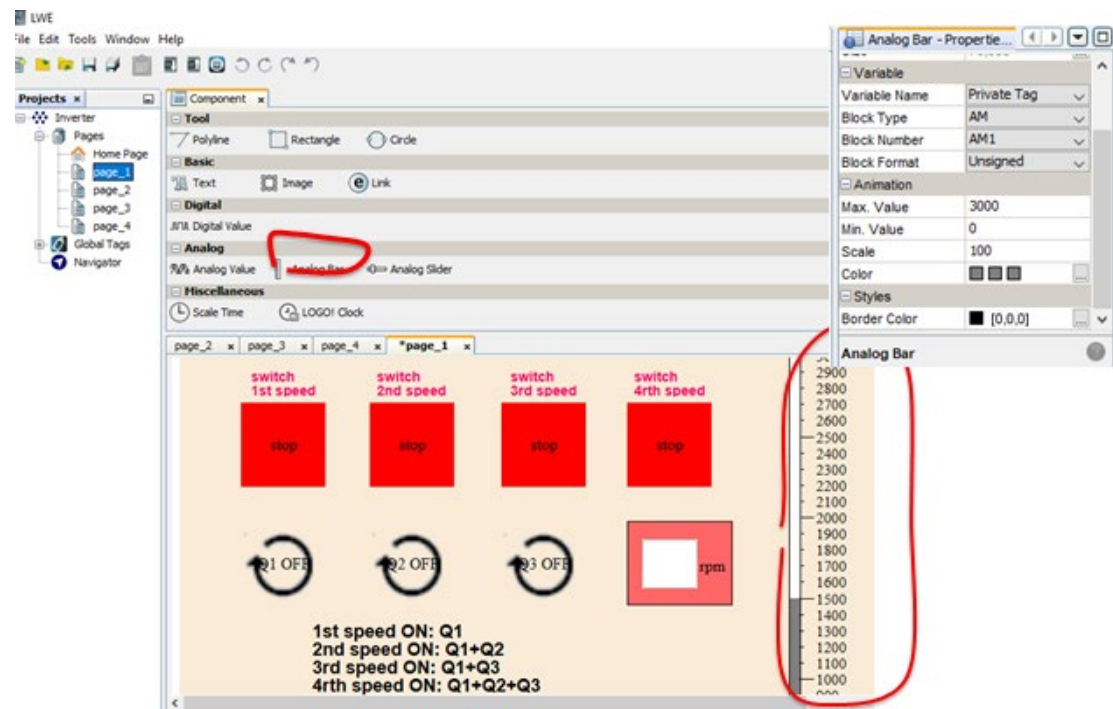 LWE
File Edit Tools Window Help
Projects x
Inverter
Pages
Home Page
page_1
page_2
page_3
page_4
Global Tags
Navigator
Component x
Tool
Polyline Rectangle Circle
Basic
Text Image Link
Digital
Digital Value
Analog
Analog Value Analog Bar Analog Slider
Miscellaneous
Scale Time LOGO! Clock
Analog Bar - Propertie...
Variable
Variable Name Private Tag
Block Type AM
Block Number AM1
Block Format Unsigned
Animation
Max. Value 3000
Min. Value 0
Scale 100
Color
Styles
Border Color [0,0,0]
Analog Bar
page_2 x page_3 x page_4 x *page_1 x
switch
1st speed
switch
2nd speed
switch
3rd speed
switch
4rth speed
stop stop stop stop
Q1 OFF Q2 OFF Q3 OFF rpm
1st speed ON: Q1
2nd speed ON: Q1+Q2
3rd speed ON: Q1+Q3
4rth speed ON: Q1+Q2+Q3
2900
2800
2700
2600
2500
2400
2300
2200
2100
2000
1900
1800
1700
1600
1500
1400
1300
1200
1100
1000